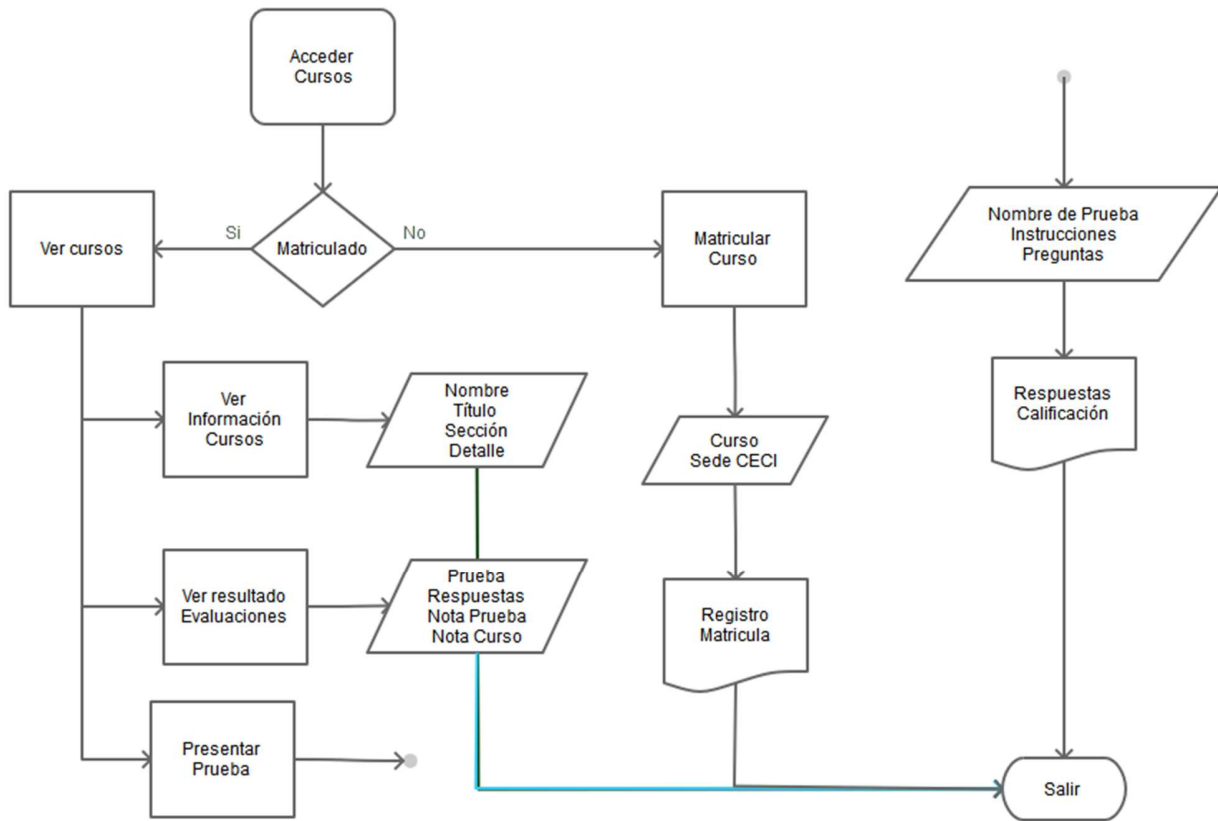 Acceder
Cursos
Ver cursos
Si
Matriculado
No
Matricular
Curso
Nombre de Prueba
Instrucciones
Preguntas
Ver
Información
Cursos
Nombre
Título
Sección
Detalle
Curso
Sede CECI
Respuestas
Calificación
Ver resultado
Evaluaciones
Prueba
Respuestas
Nota Prueba
Nota Curso
Registro
Matricula
Presentar
Prueba
Salir